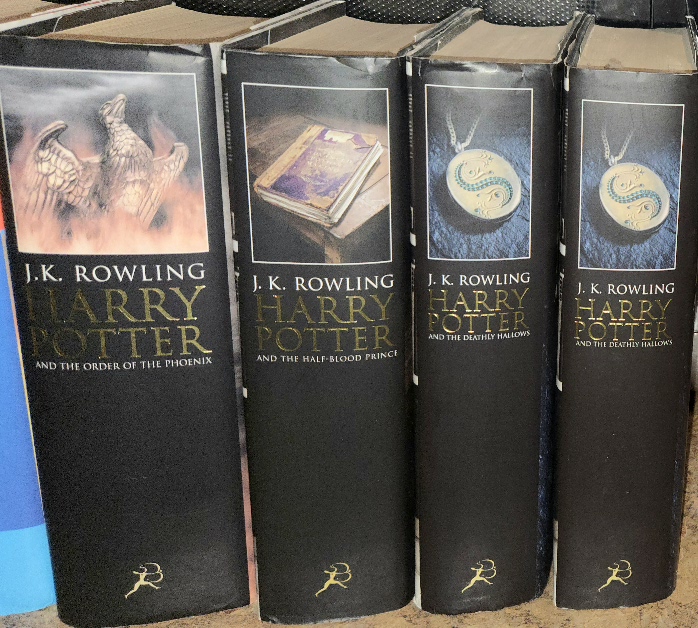 J.K. ROWLING
HARRY
POTTER
AND THE ORDER OF THE PHOENIX
J. K. ROWLING
HARRY
POTTER
AND THE HALF-BLOOD PRINCE
J. K. ROWLING
HARRY
POTTER
AND THE DEATHLY HALLOWS
J. K. ROWLING
HARRY
POTTER
AND THE DEATHLY HALLOWS